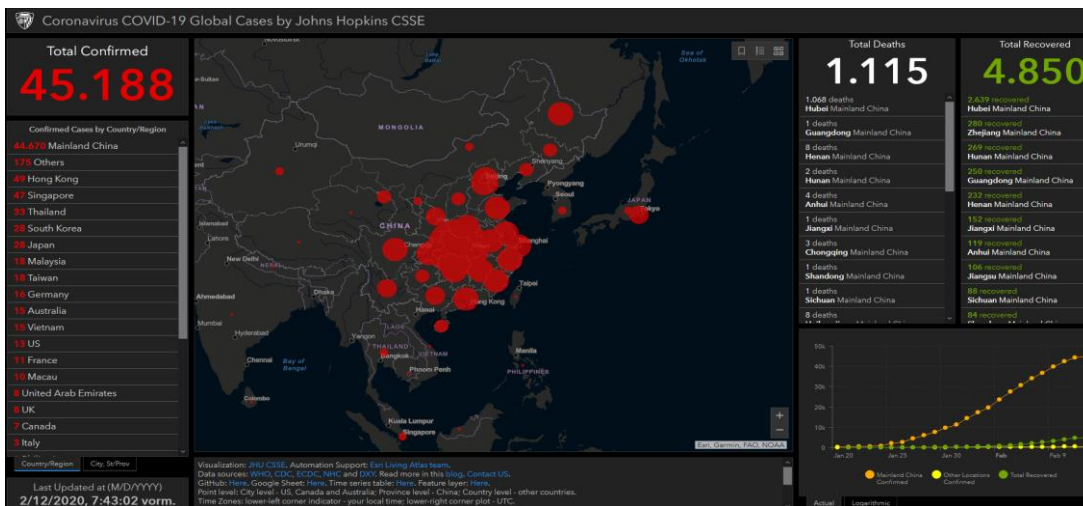 Coronavirus COVID-19 Global Cases by Johns Hopkins CSSE
Total Confirmed
45.188
Confirmed Cases by Country/Region
44.670 Mainland China
175 Others
49 Hong Kong
47 Singapore
33 Thailand
28 South Korea
28 Japan
18 Malaysia
18 Taiwan
16 Germany
15 Australia
15 Vietnam
13 US
11 France
10 Macau
8 United Arab Emirates
8 UK
7 Canada
3 Italy
Country/Region
City, St/Prov
Last Updated at (M/D/YYYY)
2/12/2020, 7:43:02 vorm.
Sea of
Okhotsk
MONGOLIA
Urumqi
Shenyang
Beijing
Pyongyang
Seoul
JAPAN
Tokyo
Islamabad
CHINA
Lahore
Shanghai
New Delhi
NEPAL
Taipei
Ahmedabad
Dhaka
Hong Kong
Hanoi
Mumbai
LAOS
Hyderabad
Yangon
THAILAND
VIETNAM
Manila
Chennai
Bay of
Bengal
Bangkok
Phnom Penh
PHILIPPINES
Colombo
Kuala Lumpur
Singapore
+
−
Esri, Garmin, FAO, NOAA
Visualization: JHU CSSE. Automation Support: Esri Living Atlas team.
Data sources: WHO, CDC, ECDC, NHC and DXY. Read more in this blog. Contact US.
GitHub: Here. Google Sheet: Here. Time series table: Here. Feature layer: Here.
Point level: City level - US, Canada and Australia; Province level - China; Country level - other countries.
Time Zones: lower-left corner indicator - your local time; lower-right corner plot - UTC.
Total Deaths
1.115
1.068 deaths
Hubei Mainland China
1 deaths
Guangdong Mainland China
8 deaths
Henan Mainland China
2 deaths
Hunan Mainland China
4 deaths
Anhui Mainland China
1 deaths
Jiangxi Mainland China
3 deaths
Chongqing Mainland China
1 deaths
Shandong Mainland China
1 deaths
Sichuan Mainland China
8 deaths
Total Recovered
4.850
2.639 recovered
Hubei Mainland China
280 recovered
Zhejiang Mainland China
269 recovered
Hunan Mainland China
250 recovered
Guangdong Mainland China
232 recovered
Henan Mainland China
152 recovered
Jiangxi Mainland China
119 recovered
Anhui Mainland China
106 recovered
Jiangsu Mainland China
88 recovered
Sichuan Mainland China
84 recovered
50k
40k
30k
20k
10k
0
Jan 20
Jan 27
Feb
Feb 9
Mainland China
Confirmed
Other Locations
Confirmed
Total Recovered
Actual
Logarithmic